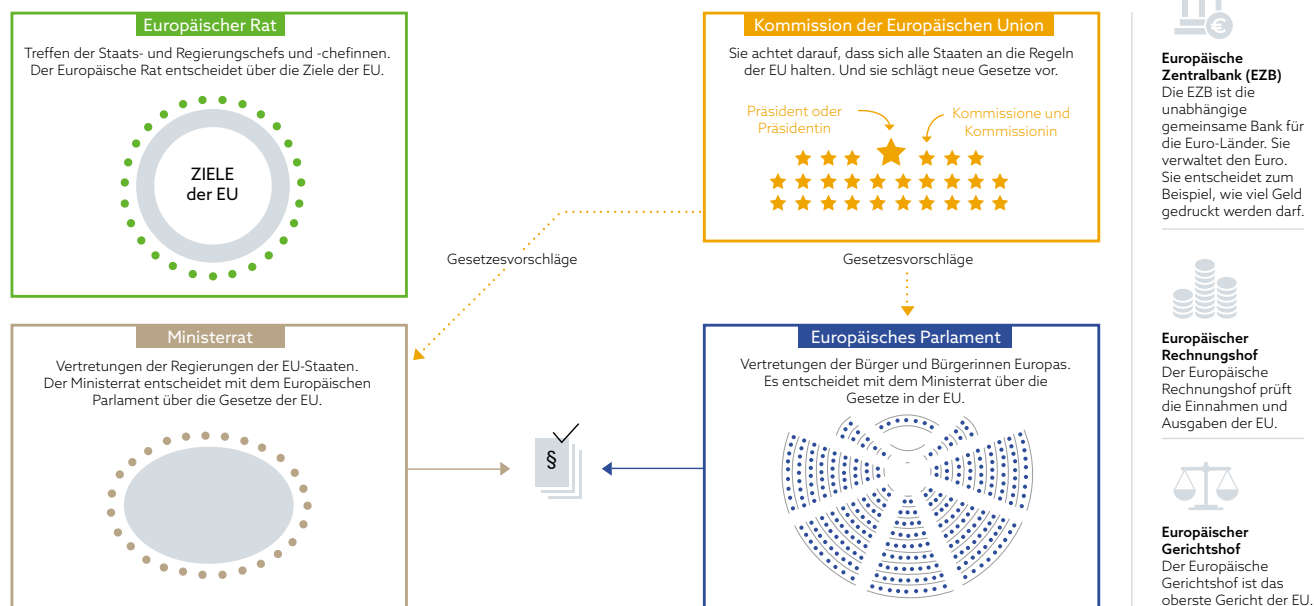 Europäischer Rat
Treffen der Staats- und Regierungschefs und -chefinnen.
Der Europäische Rat entscheidet über die Ziele der EU.
ZIELE
der EU
Kommission der Europäischen Union
Sie achtet darauf, dass sich alle Staaten an die Regeln
der EU halten. Und sie schlägt neue Gesetze vor.
Präsident oder
Präsidentin
Kommissione und
Kommissionin
Gesetzesvorschläge
Gesetzesvorschläge
Ministerrat
Vertretungen der Regierungen der EU-Staaten.
Der Ministerrat entscheidet mit dem Europäischen
Parlament über die Gesetze der EU.
§
Europäisches Parlament
Vertretungen der Bürger und Bürgerinnen Europas.
Es entscheidet mit dem Ministerrat über die
Gesetze in der EU.
€
Europäische
Zentralbank (EZB)
Die EZB ist die
unabhängige
gemeinsame Bank für
die Euro-Länder. Sie
verwaltet den Euro.
Sie entscheidet zum
Beispiel, wie viel Geld
gedruckt werden darf.
Europäischer
Rechnungshof
Der Europäische
Rechnungshof prüft
die Einnahmen und
Ausgaben der EU.
Europäischer
Gerichtshof
Der Europäische
Gerichtshof ist das
oberste Gericht der EU.